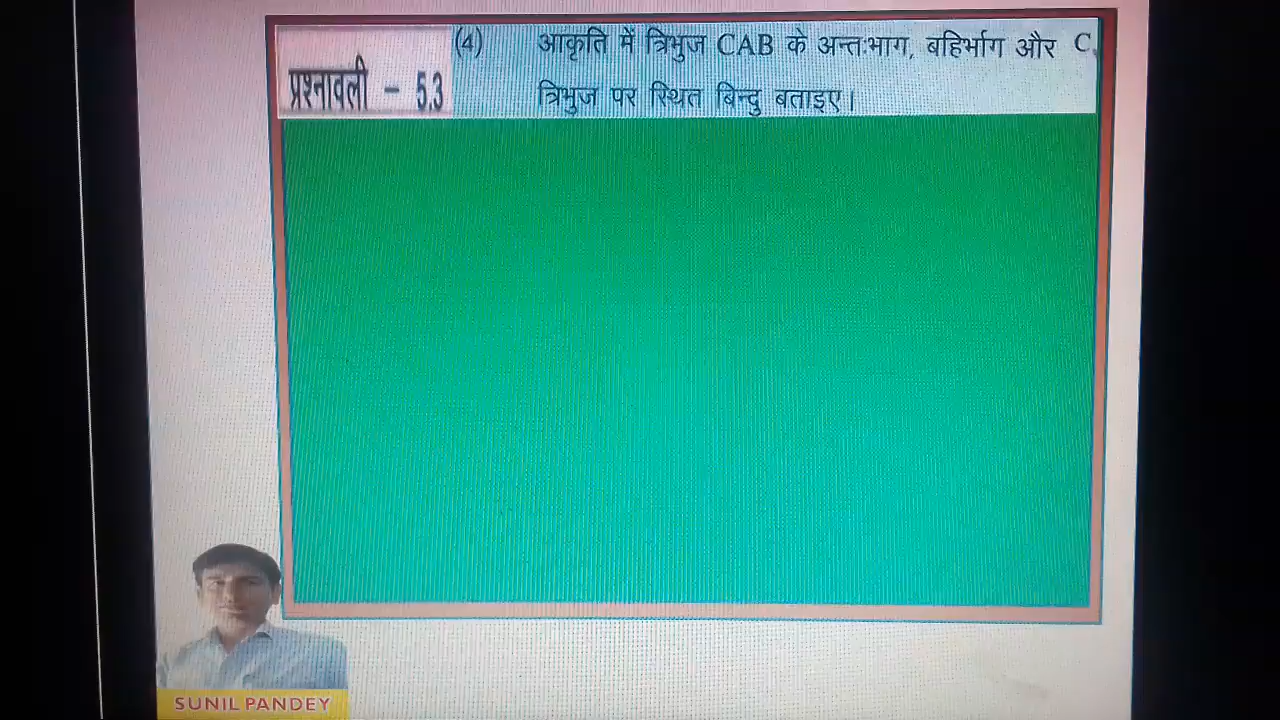 (4) आकृति में त्रिभुज CAB के अन्तःभाग, बहिर्भाग और C
प्रश्नावली – 5.3
त्रिभुज पर स्थित बिन्दु बताइए।
SUNIL PANDEY